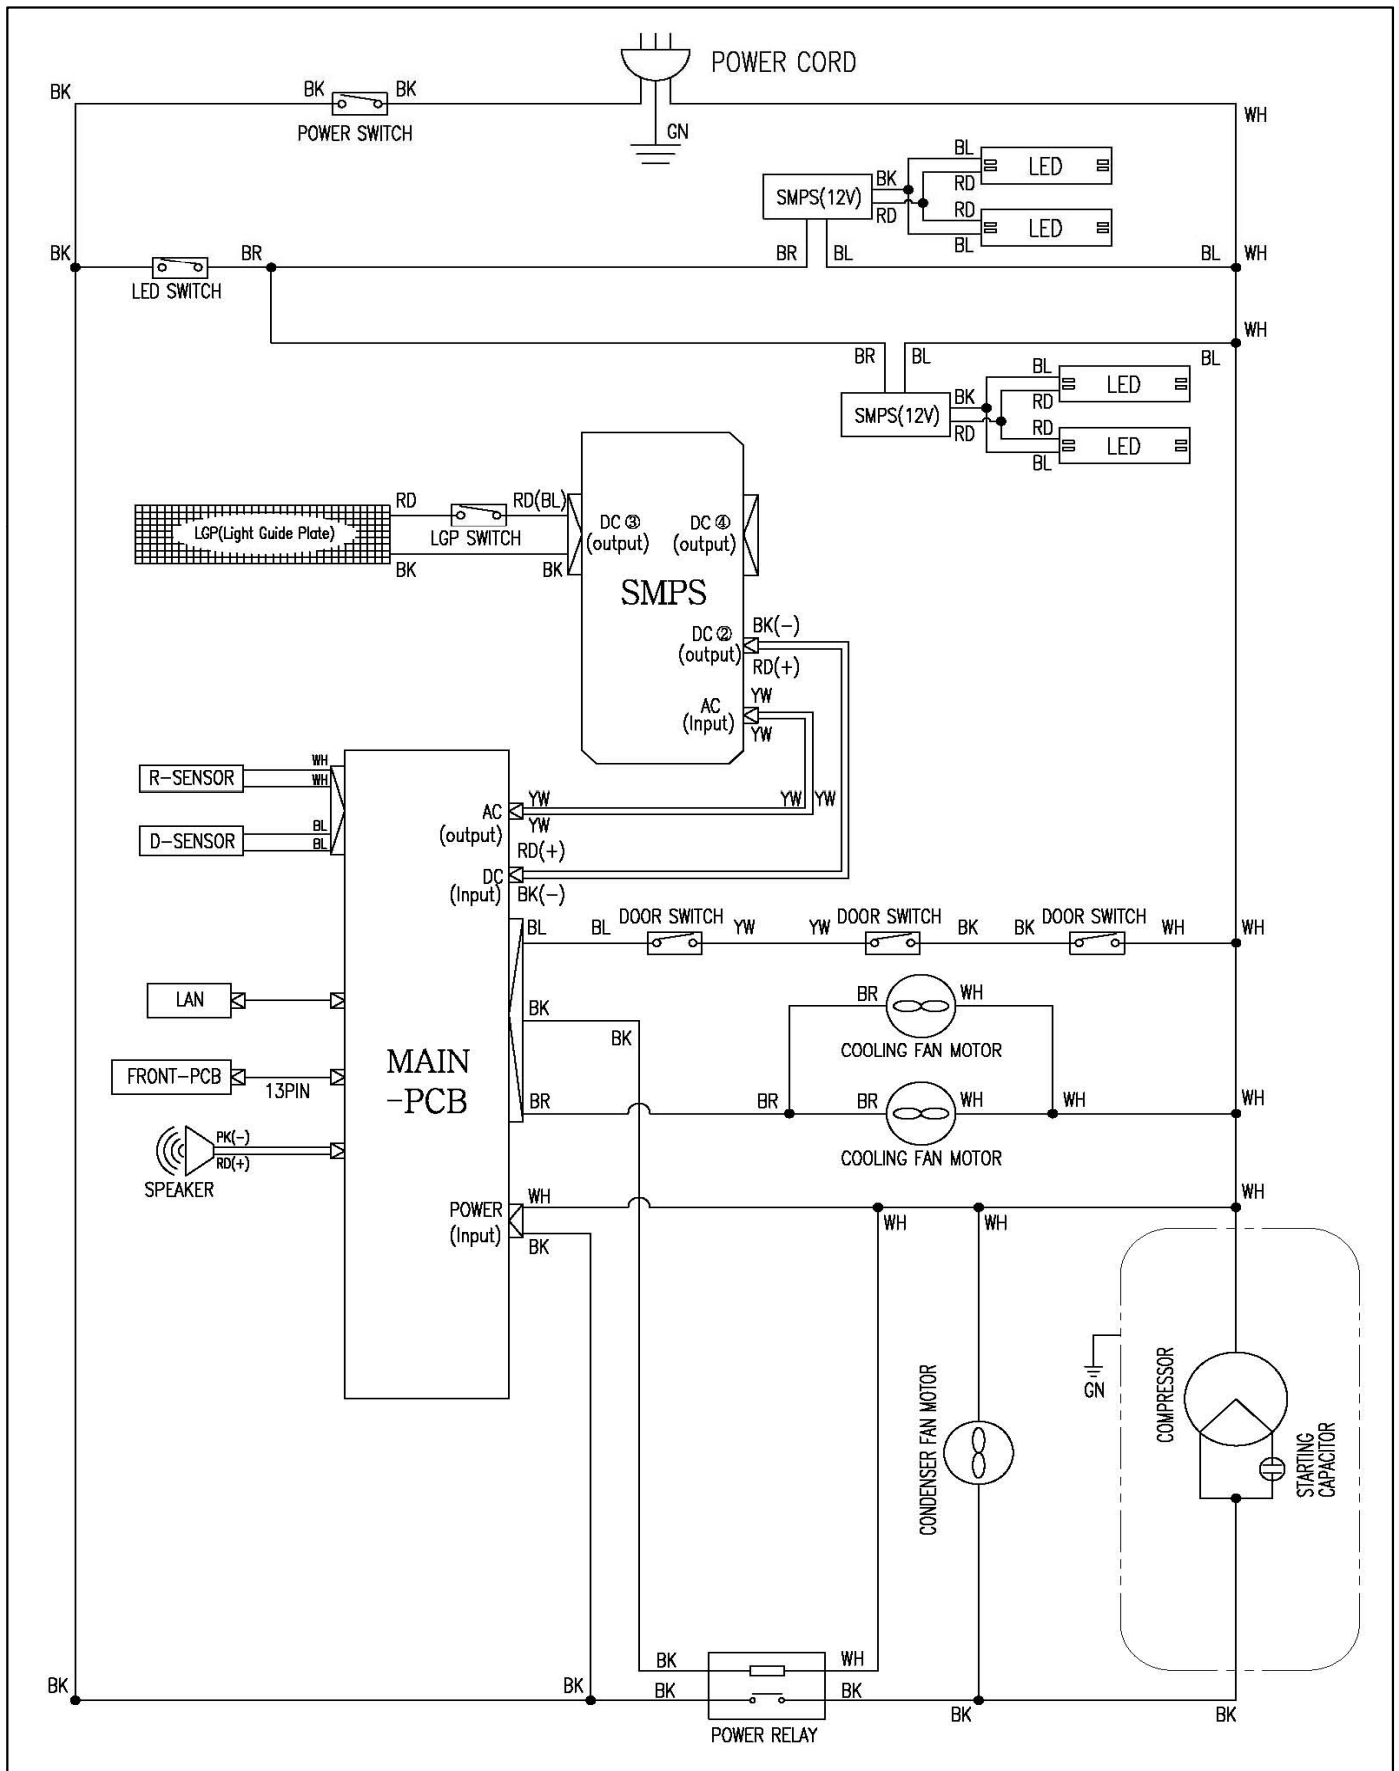 POWER CORD
BK
BK
BK
POWER SWITCH
GN
WH
BL
LED
RD
SMPS(12V)
BK
RD
RD
LED
BL
BK
BR
BR
BL
BL
WH
LED SWITCH
WH
BR
BL
BL
BL
LED
RD
SMPS(12V)
BK
RD
RD
LED
BL
RD
RD(BL)
LGP(Light Guide Plate)
LGP SWITCH
BK
BK
DC ③
(output)
DC ④
(output)
SMPS
DC ②
(output)
BK(-)
RD(+)
AC
(Input)
YW
YW
R-SENSOR
WH
WH
D-SENSOR
BL
BL
AC
(output)
YW
YW
YW
YW
RD(+)
DC
(Input)
BK(-)
BL
BL
DOOR SWITCH
YW
YW
DOOR SWITCH
BK
BK
DOOR SWITCH
WH
WH
LAN
BK
BK
BR
WH
COOLING FAN MOTOR
MAIN
-PCB
FRONT-PCB
13PIN
BR
BR
BR
WH
WH
WH
COOLING FAN MOTOR
PK(-)
RD(+)
SPEAKER
POWER
(Input)
WH
BK
WH
WH
WH
GN
COMPRESSOR
STARTING
CAPACITOR
CONDENSER FAN MOTOR
BK
WH
BK
BK
BK
BK
BK
BK
POWER RELAY